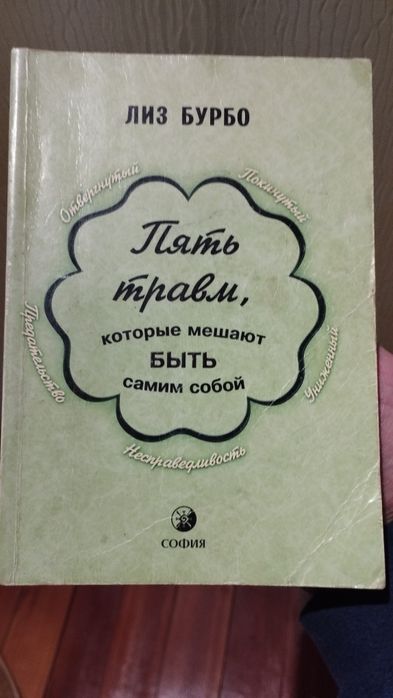 ЛИЗ БУРБО
Отвергнутый
Покинутый
Пять
травм,
которые мешают
БЫТЬ
самим собой
Предательство
Униженный
Несправедливость
СОФИЯ